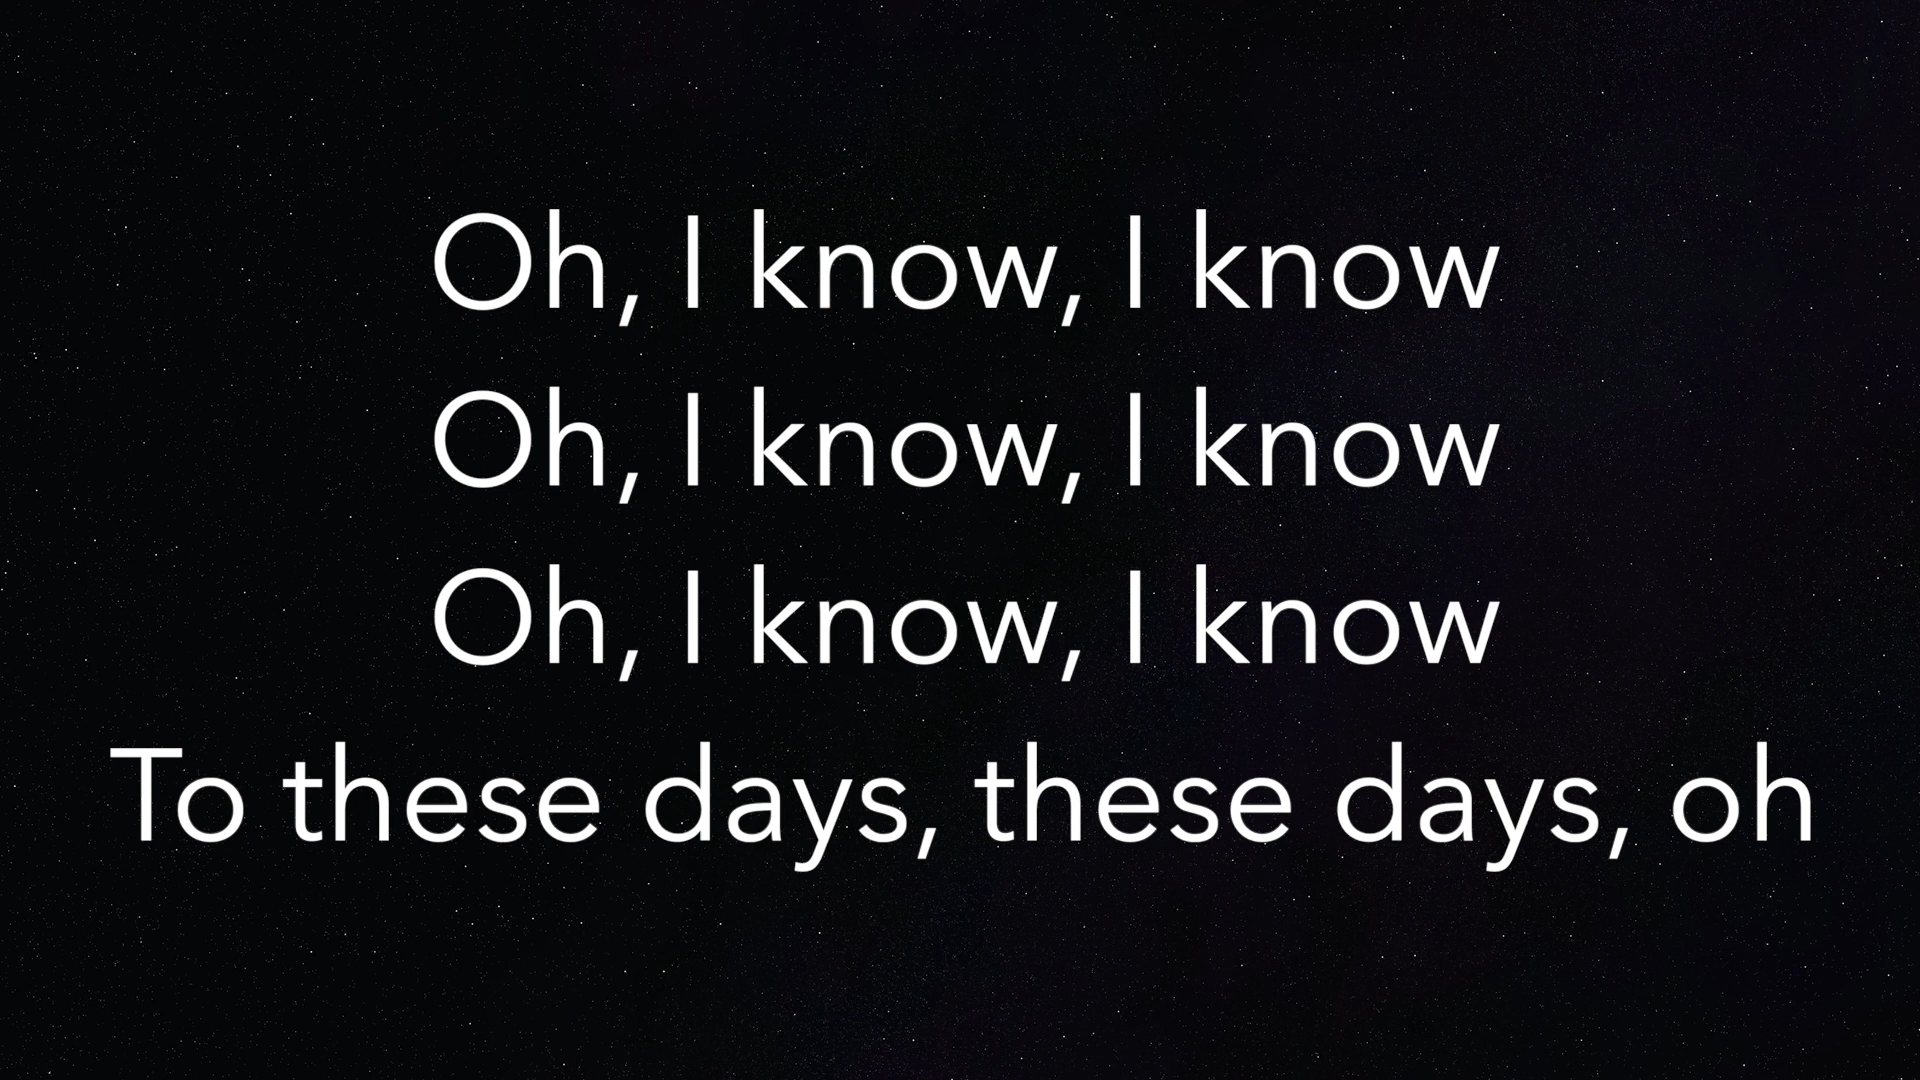 Oh, I know, I know
Oh, I know, I know
Oh, I know, I know
To these days, these days, oh